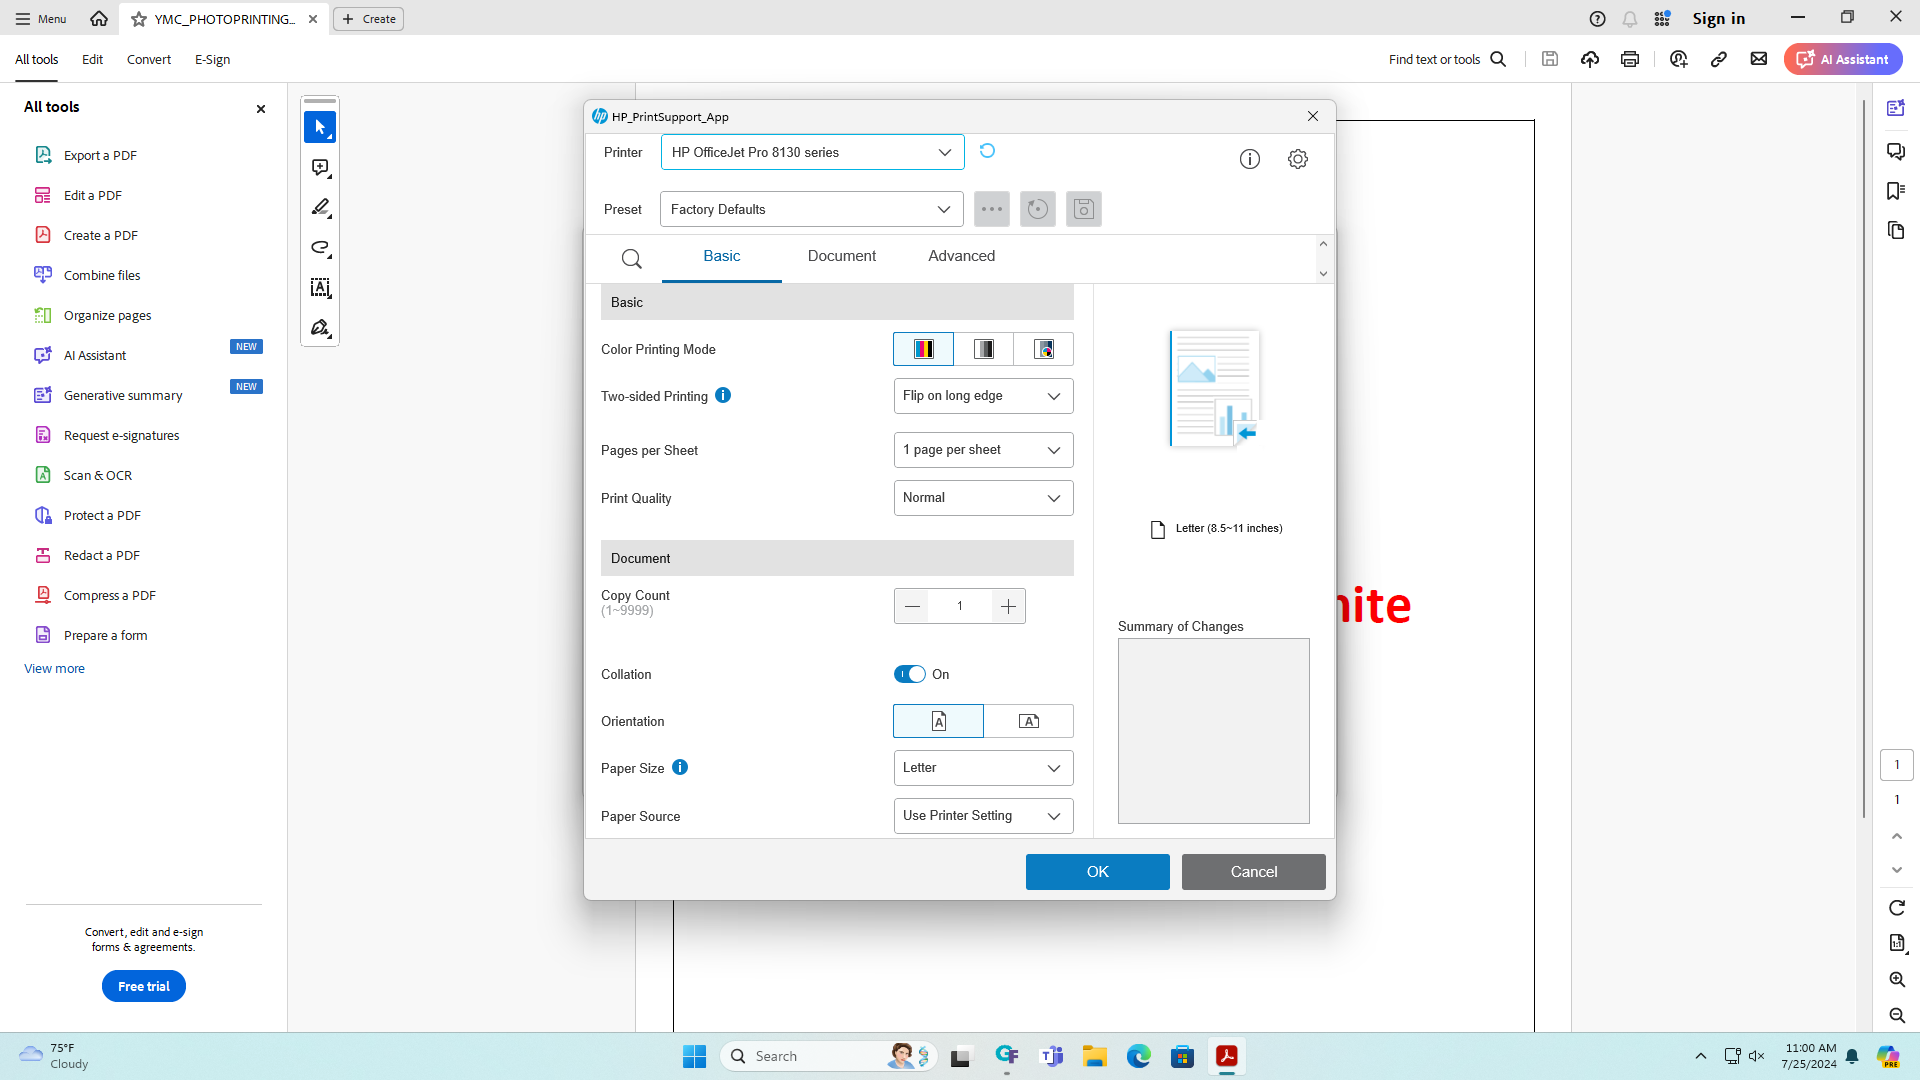 Menu
YMC_PHOTOPRINTING...
Create
Sign in
All tools
Edit
Convert
E-Sign
Find text or tools
AI Assistant
All tools
Export a PDF
Edit a PDF
Create a PDF
Combine files
Organize pages
AI Assistant
NEW
Generative summary
NEW
Request e-signatures
Scan & OCR
Protect a PDF
Redact a PDF
Compress a PDF
Prepare a form
View more
Convert, edit and e-sign
forms & agreements.
Free trial
HP_PrintSupport_App
Printer
HP OfficeJet Pro 8130 series
Preset
Factory Defaults
Basic
Document
Advanced
Basic
Color Printing Mode
Two-sided Printing
Flip on long edge
Pages per Sheet
1 page per sheet
Print Quality
Normal
Document
Copy Count
(1~9999)
1
Collation
On
Orientation
A
A
Paper Size
Letter
Paper Source
Use Printer Setting
Letter (8.5~11 inches)
Summary of Changes
OK
Cancel
hite
1
1
75°F
Cloudy
Search
11:00 AM
7/25/2024
PRE